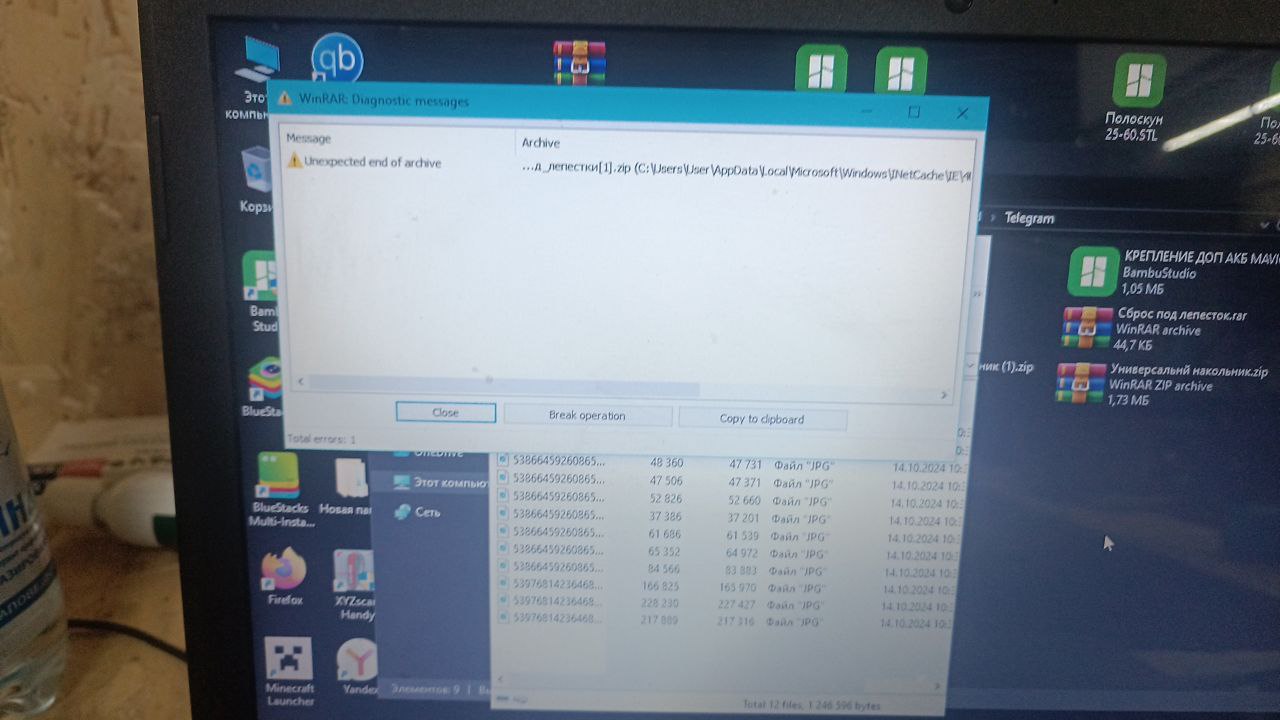 qb
Этот
компь
WinRAR: Diagnostic messages
Message
Archive
Unexpected end of archive
...д_лепестки[1].zip (C:\Users\User\AppData\Local\Microsoft\Windows\INetCache\IE\
Close
Break operation
Copy to clipboard
Total errors: 1
Полоскун
25-60.STL
По
25-6
Telegram
КРЕПЛЕНИЕ ДОП АКБ MAVI
BambuStudio
1,05 МБ
Сброс под лепесток.rar
WinRAR archive
44,7 КБ
ник (1).zip
Универсальнй накольник.zip
WinRAR ZIP archive
1,73 МБ
Корзи
Bam
Stud
BlueSta
BlueStacks
Multi-Insta...
Новая па
Firefox
XYZsca
Handy
Minecraft
Launcher
Yandex
OneDrive
Этот компью
Сеть
Элементов: 9
53866459260865... 48 360 47 731 Файл "JPG" 14.10.2024 10:
53866459260865... 47 506 47 371 Файл "JPG" 14.10.2024 10:
53866459260865... 52 826 52 660 Файл "JPG" 14.10.2024 10:
53866459260865... 37 386 37 201 Файл "JPG" 14.10.2024 10:
53866459260865... 61 686 61 539 Файл "JPG" 14.10.2024 10:
53866459260865... 65 352 64 972 Файл "JPG" 14.10.2024 10:
53866459260865... 84 566 83 883 Файл "JPG" 14.10.2024 10:
53976814236468... 166 825 165 970 Файл "JPG" 14.10.2024 10:
53976814236468... 228 230 227 427 Файл "JPG" 14.10.2024 10:
53976814236468... 217 889 217 316 Файл "JPG" 14.10.2024 10:
Total 12 files, 1 246 596 bytes